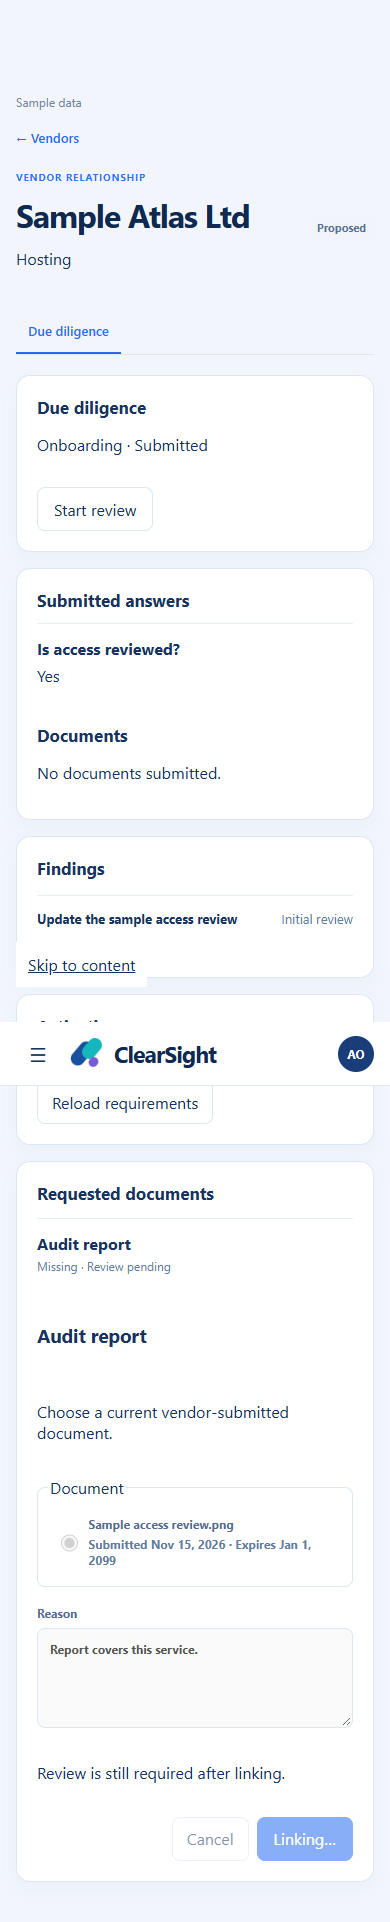 Sample data
← Vendors
VENDOR RELATIONSHIP
Sample Atlas Ltd
Proposed
Hosting
Due diligence
Due diligence
Onboarding · Submitted
Start review
Submitted answers
Is access reviewed?
Yes
Documents
No documents submitted.
Findings
Update the sample access review
Initial review
Skip to content
ClearSight
AO
Reload requirements
Requested documents
Audit report
Missing · Review pending
Audit report
Choose a current vendor-submitted
document.
Document
Sample access review.png
Submitted Nov 15, 2026 · Expires Jan 1,
2099
Reason
Report covers this service.
Review is still required after linking.
Cancel
Linking...